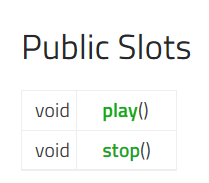 Public Slots
void play()
void stop()